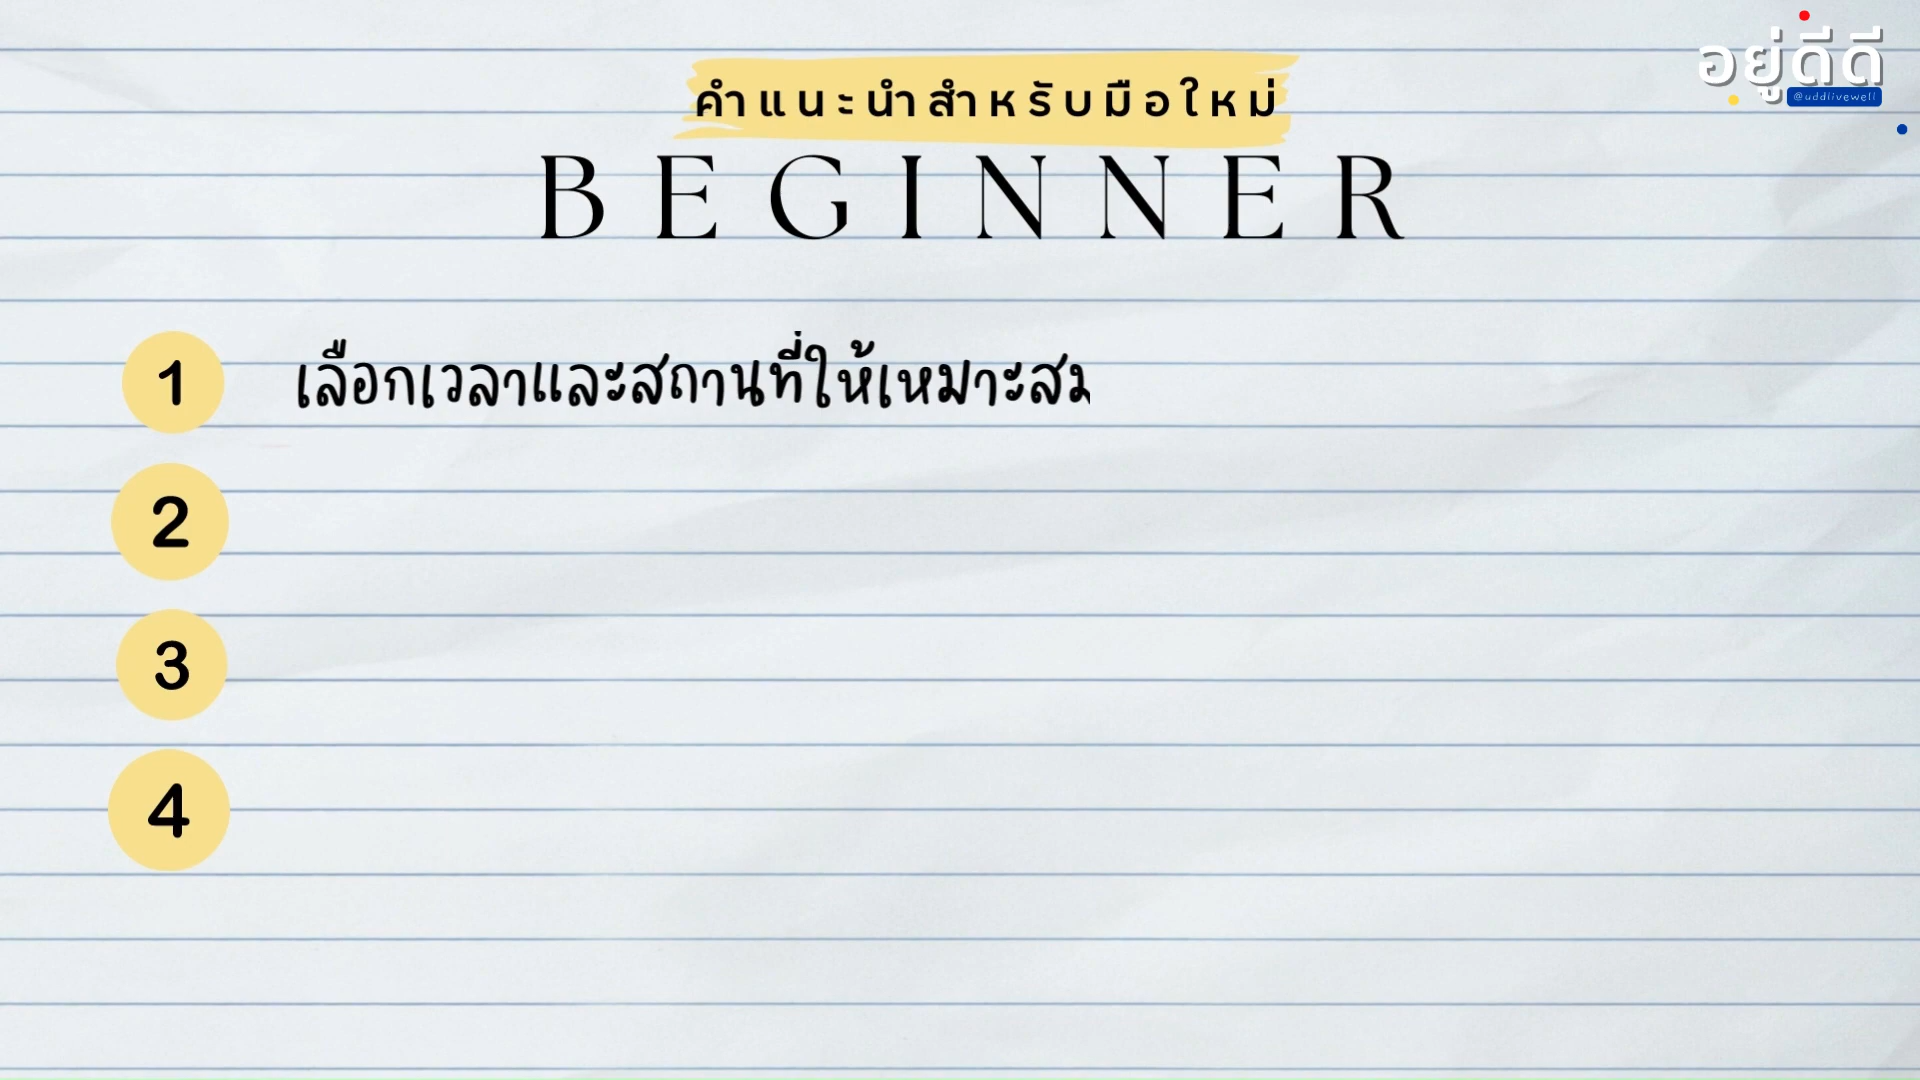 อยู่ดีดี
@uddlivewell
คำแนะนำสำหรับมือใหม่
BEGINNER
1 เลือกเวลาและสถานที่ให้เหมาะสม
2
3
4